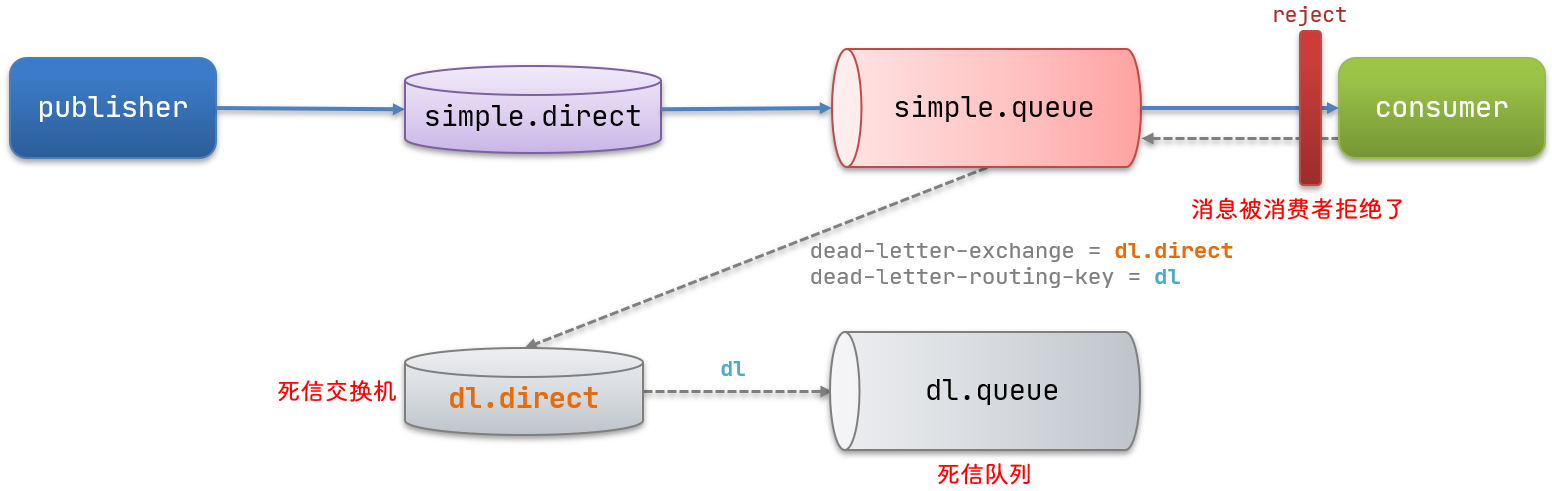 reject
publisher
simple.direct
simple.queue
consumer
消息被消费者拒绝了
dead-letter-exchange = dl.direct
dead-letter-routing-key = dl
死信交换机
dl.direct
dl
dl.queue
死信队列